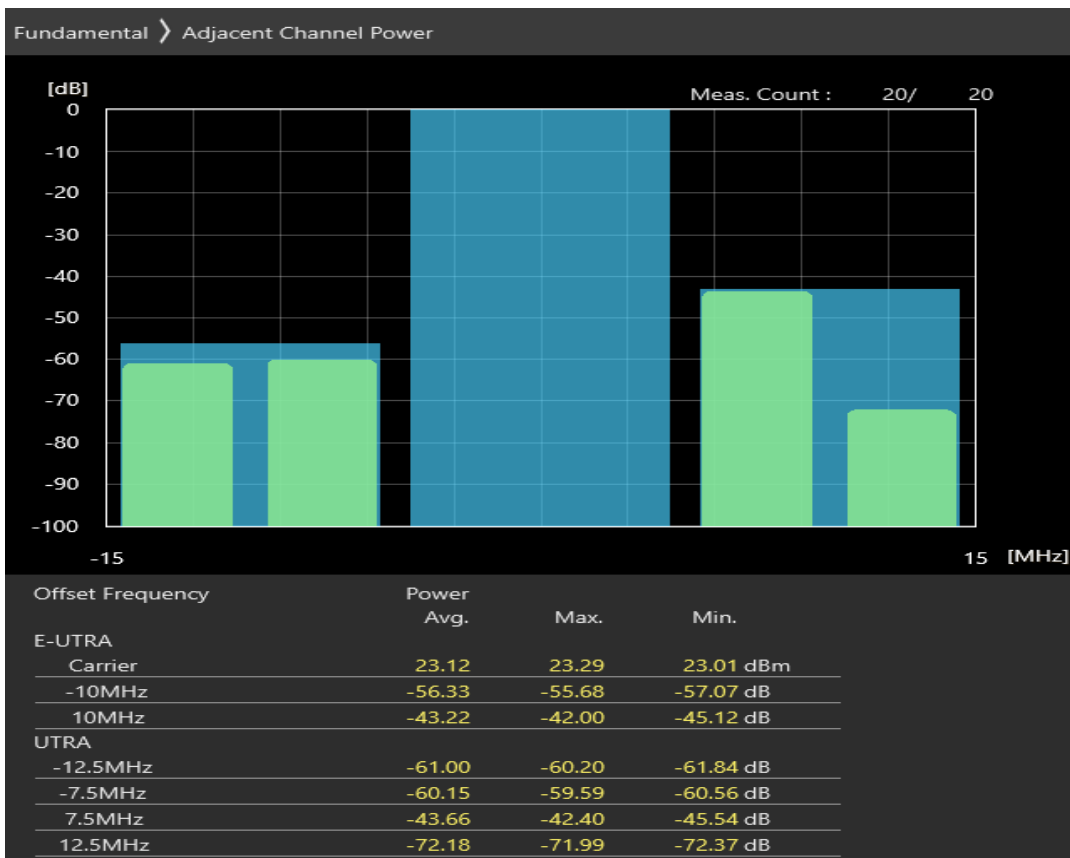 Fundamental 〉 Adjacent Channel Power
[dB]
Meas. Count : 20/ 20
0
-10
-20
-30
-40
-50
-60
-70
-80
-90
-100
-15 15 [MHz]
Offset Frequency Power
Avg. Max. Min.
E-UTRA
Carrier 23.12 23.29 23.01 dBm
-10MHz -56.33 -55.68 -57.07 dB
10MHz -43.22 -42.00 -45.12 dB
UTRA
-12.5MHz -61.00 -60.20 -61.84 dB
-7.5MHz -60.15 -59.59 -60.56 dB
7.5MHz -43.66 -42.40 -45.54 dB
12.5MHz -72.18 -71.99 -72.37 dB